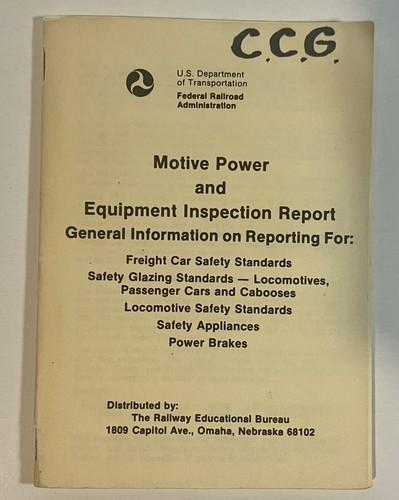 C.C.G.
U.S. Department
of Transportation
Federal Railroad
Administration
Motive Power
and
Equipment Inspection Report
General Information on Reporting For:
Freight Car Safety Standards
Safety Glazing Standards — Locomotives,
Passenger Cars and Cabooses
Locomotive Safety Standards
Safety Appliances
Power Brakes
Distributed by:
The Railway Educational Bureau
1809 Capitol Ave., Omaha, Nebraska 68102